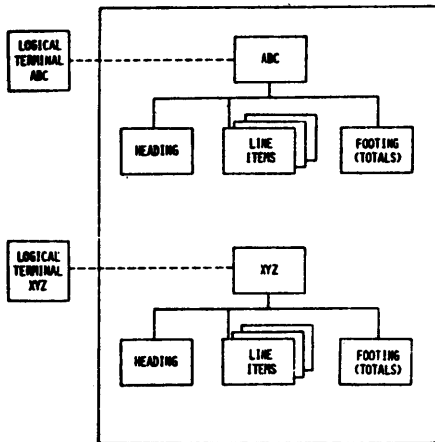 LOGICAL
TERMINAL
ABC
ABC
HEADING
LINE
ITEMS
FOOTING
(TOTALS)
LOGICAL
TERMINAL
XYZ
XYZ
HEADING
LINE
ITEMS
FOOTING
(TOTALS)